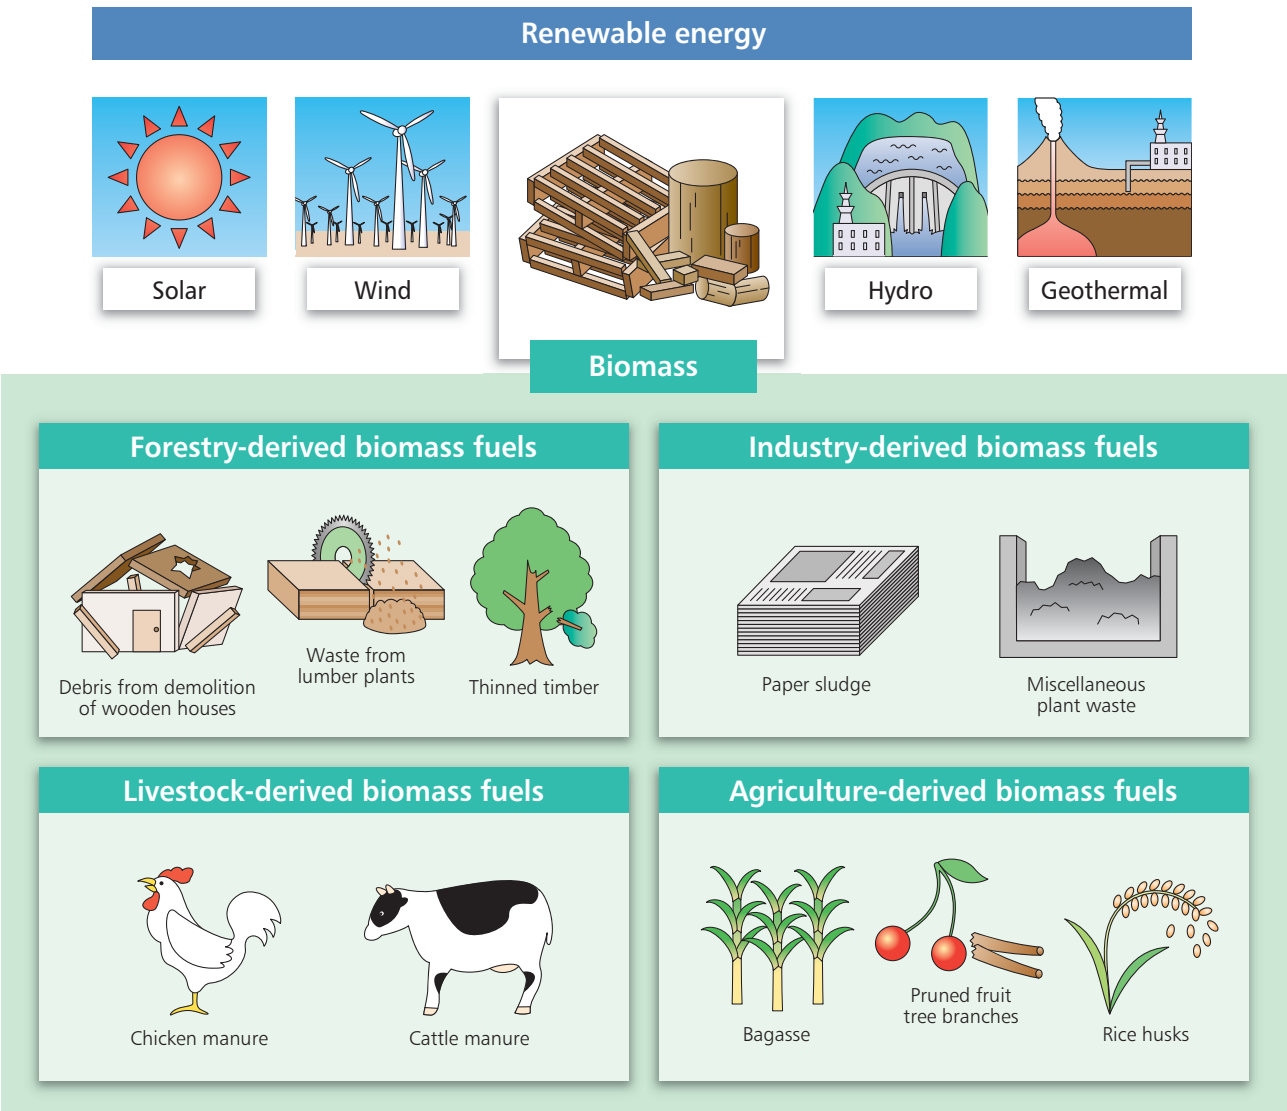 Renewable energy
Solar
Wind
Hydro
Geothermal
Biomass
Forestry-derived biomass fuels
Debris from demolition
of wooden houses
Waste from
lumber plants
Thinned timber
Industry-derived biomass fuels
Paper sludge
Miscellaneous
plant waste
Livestock-derived biomass fuels
Chicken manure
Cattle manure
Agriculture-derived biomass fuels
Bagasse
Pruned fruit
tree branches
Rice husks